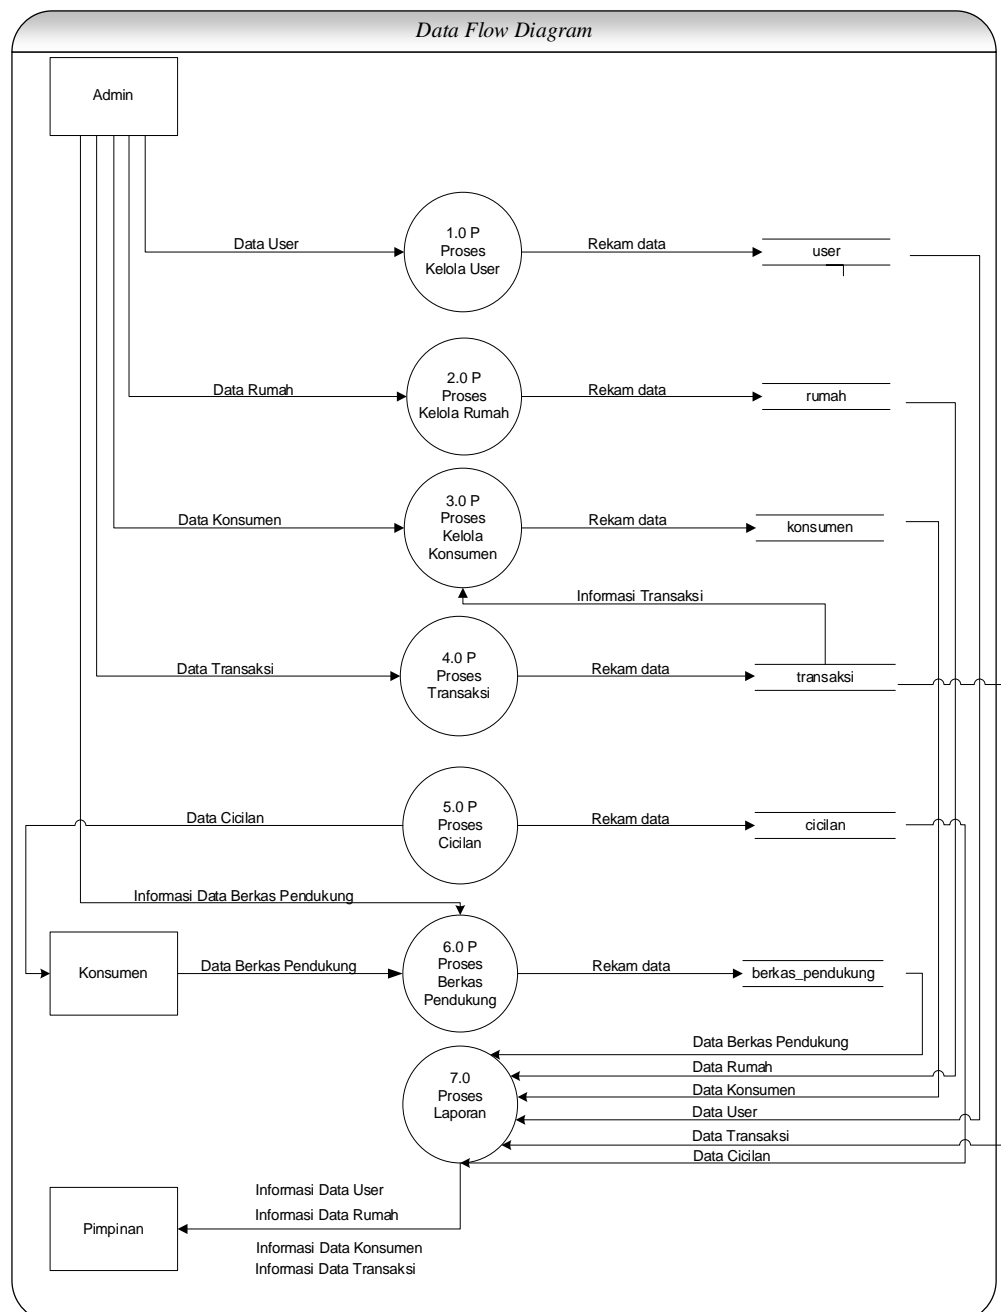 Data Flow Diagram
Admin
Data User
1.0 P
Proses
Kelola User
Rekam data
user
Data Rumah
2.0 P
Proses
Kelola Rumah
Rekam data
rumah
Data Konsumen
3.0 P
Proses
Kelola
Konsumen
Rekam data
konsumen
Informasi Transaksi
Data Transaksi
4.0 P
Proses
Transaksi
Rekam data
transaksi
Data Cicilan
5.0 P
Proses
Cicilan
Rekam data
cicilan
Informasi Data Berkas Pendukung
Konsumen
Data Berkas Pendukung
6.0 P
Proses
Berkas
Pendukung
Rekam data
berkas_pendukung
Data Berkas Pendukung
7.0
Proses
Laporan
Data Rumah
Data Konsumen
Data User
Data Transaksi
Data Cicilan
Pimpinan
Informasi Data User
Informasi Data Rumah
Informasi Data Konsumen
Informasi Data Transaksi